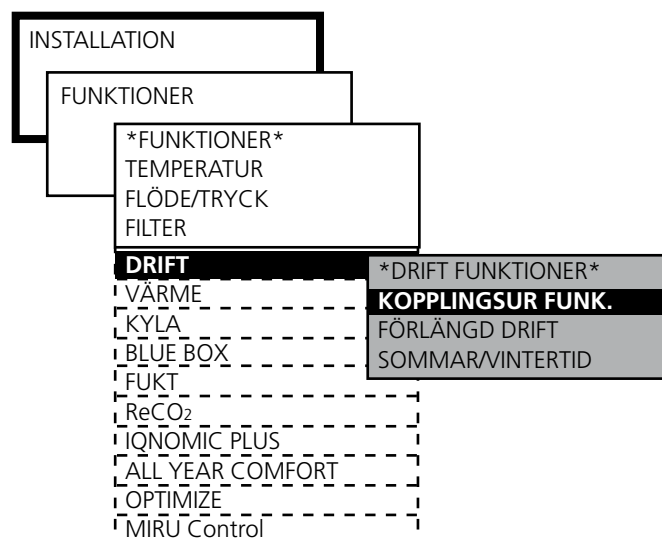 INSTALLATION
FUNKTIONER
*FUNKTIONER*
TEMPERATUR
FLÖDE/TRYCK
FILTER
DRIFT
VÄRME
KYLA
BLUE BOX
FUKT
ReCO₂
IQNOMIC PLUS
ALL YEAR COMFORT
OPTIMIZE
MIRU Control
*DRIFT FUNKTIONER*
KOPPLINGSUR FUNK.
FÖRLÄNGD DRIFT
SOMMAR/VINTERTID